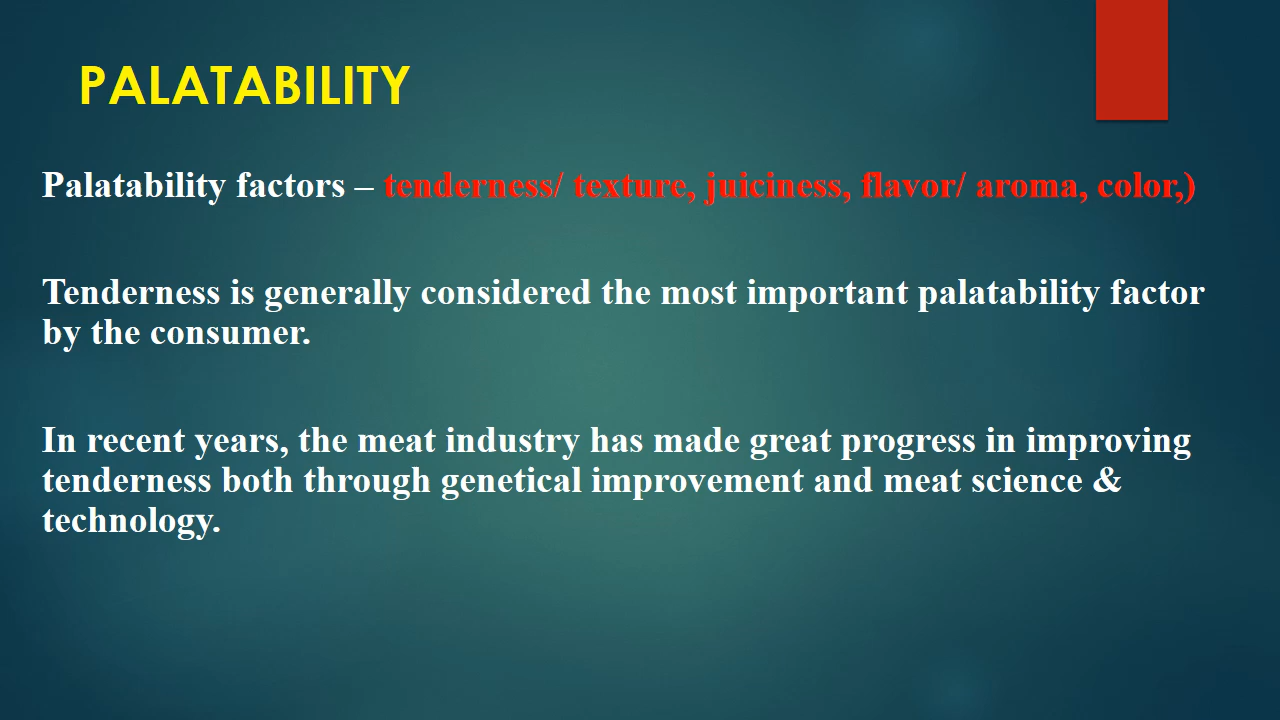 PALATABILITY
Palatability factors – tenderness/ texture, juiciness, flavor/ aroma, color,)
Tenderness is generally considered the most important palatability factor
by the consumer.
In recent years, the meat industry has made great progress in improving
tenderness both through genetical improvement and meat science &
technology.